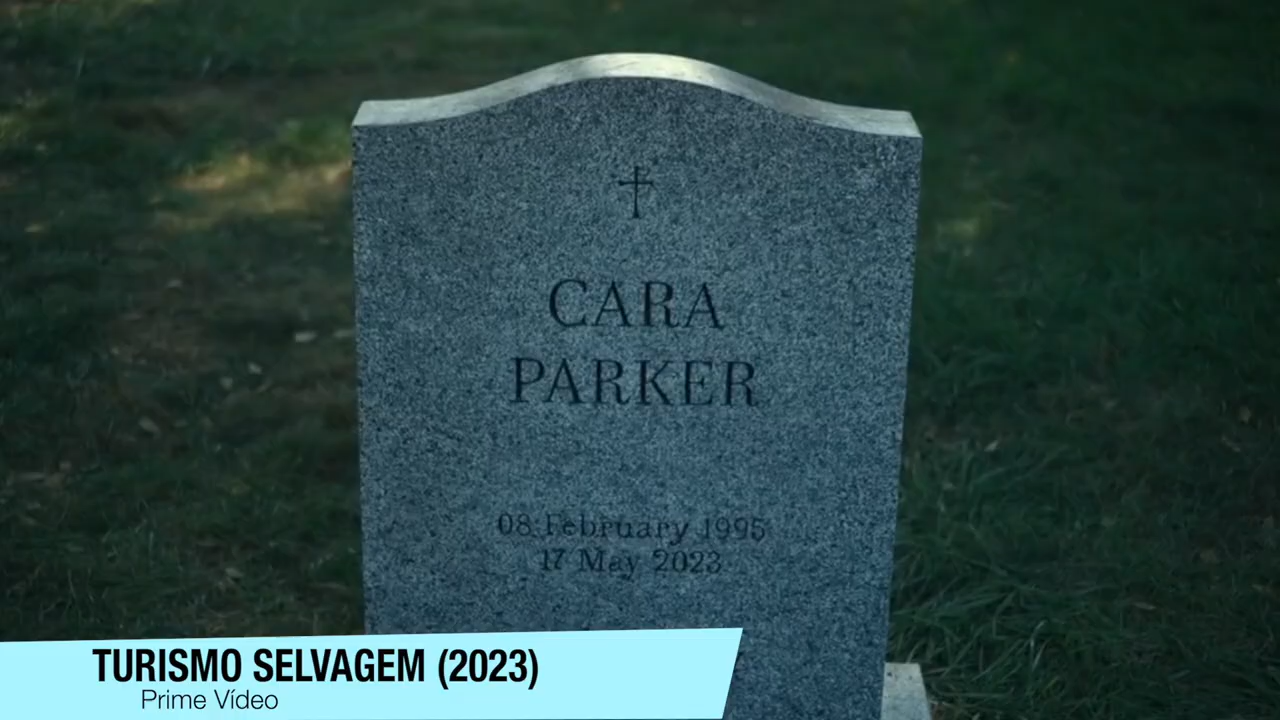 CARA
PARKER
08 February 1995
17 May 2023
TURISMO SELVAGEM (2023)
Prime Vídeo